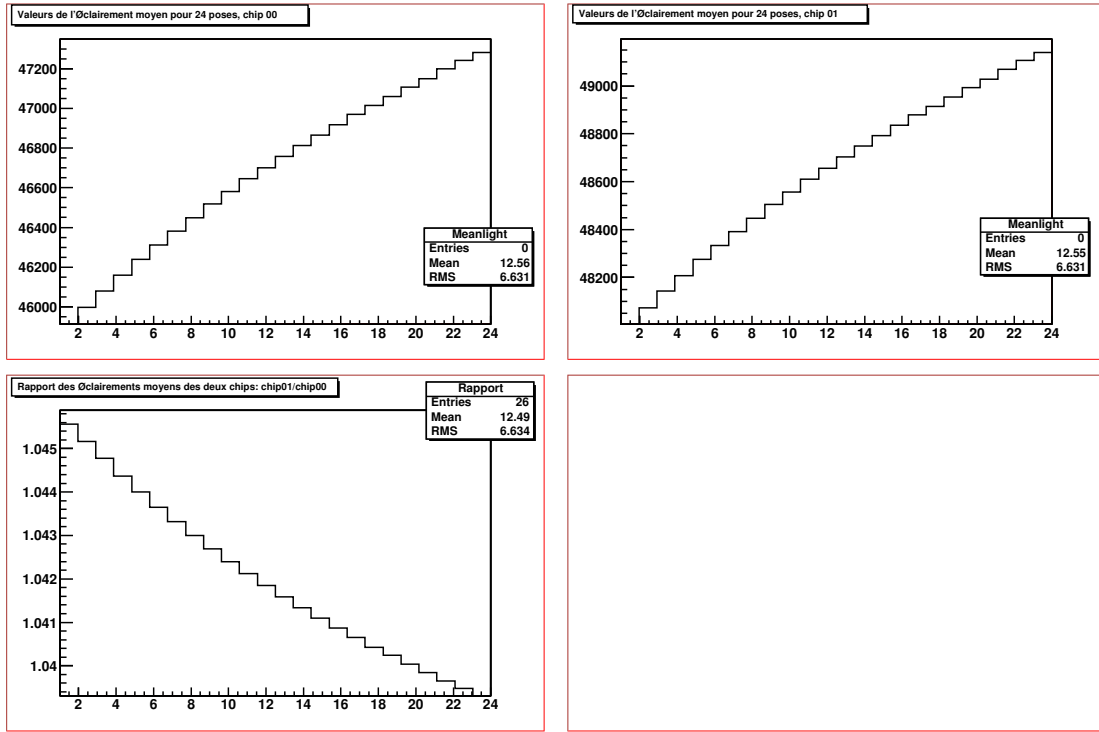 Valeurs de l'Øclairement moyen pour 24 poses, chip 00
47200
47000
46800
46600
46400
46200
46000
2 4 6 8 10 12 14 16 18 20 22 24
Meanlight
Entries 0
Mean 12.56
RMS 6.631
Valeurs de l'Øclairement moyen pour 24 poses, chip 01
49000
48800
48600
48400
48200
2 4 6 8 10 12 14 16 18 20 22 24
Meanlight
Entries 0
Mean 12.55
RMS 6.631
Rapport des Øclairements moyens des deux chips: chip01/chip00
1.045
1.044
1.043
1.042
1.041
1.04
2 4 6 8 10 12 14 16 18 20 22 24
Rapport
Entries 26
Mean 12.49
RMS 6.634